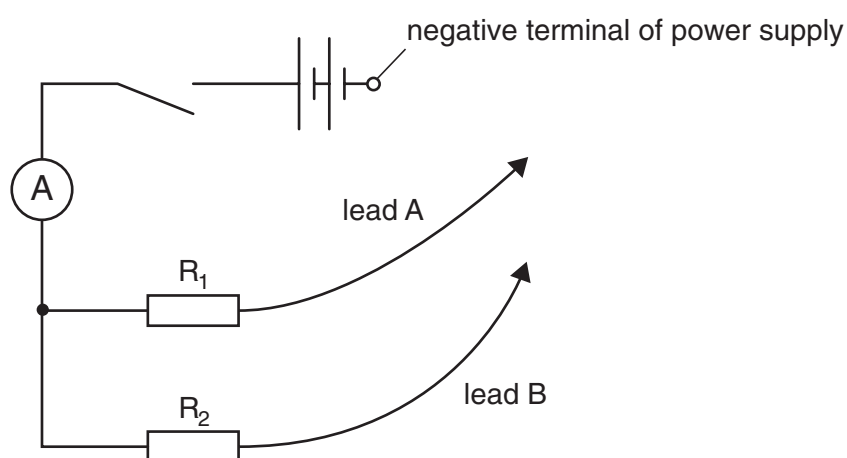 negative terminal of power supply
A
lead A
R1
lead B
R2